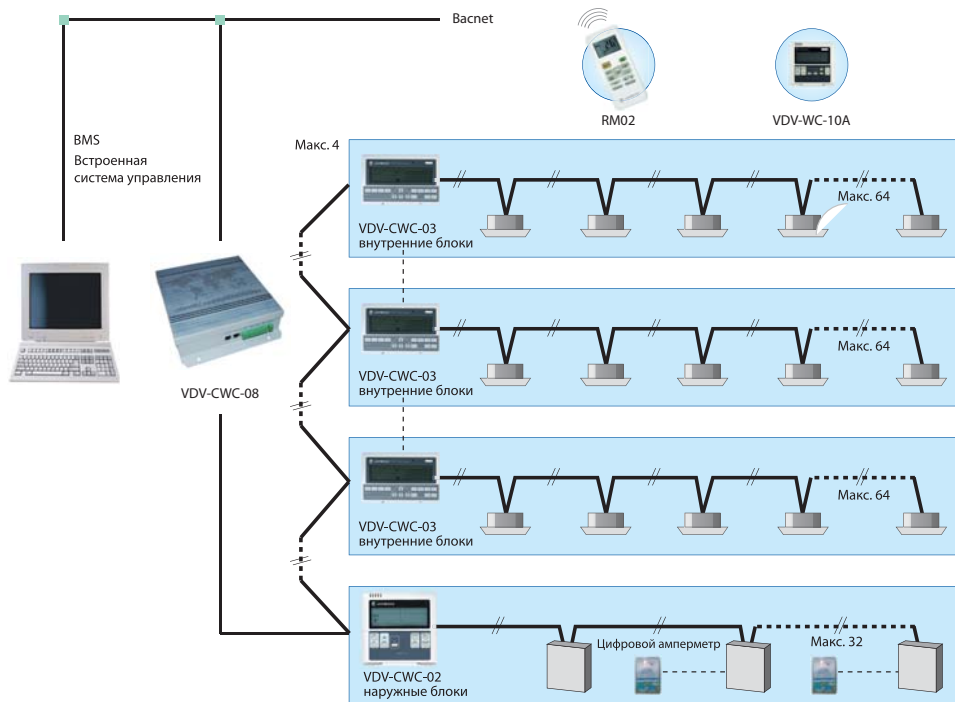 Bacnet
RM02
VDV-WC-10A
BMS
Встроенная
система управления
Макс. 4
VDV-CWC-08
VDV-CWC-03
внутренние блоки
Макс. 64
VDV-CWC-03
внутренние блоки
Макс. 64
VDV-CWC-03
внутренние блоки
Макс. 64
VDV-CWC-02
наружные блоки
Цифровой амперметр
Макс. 32